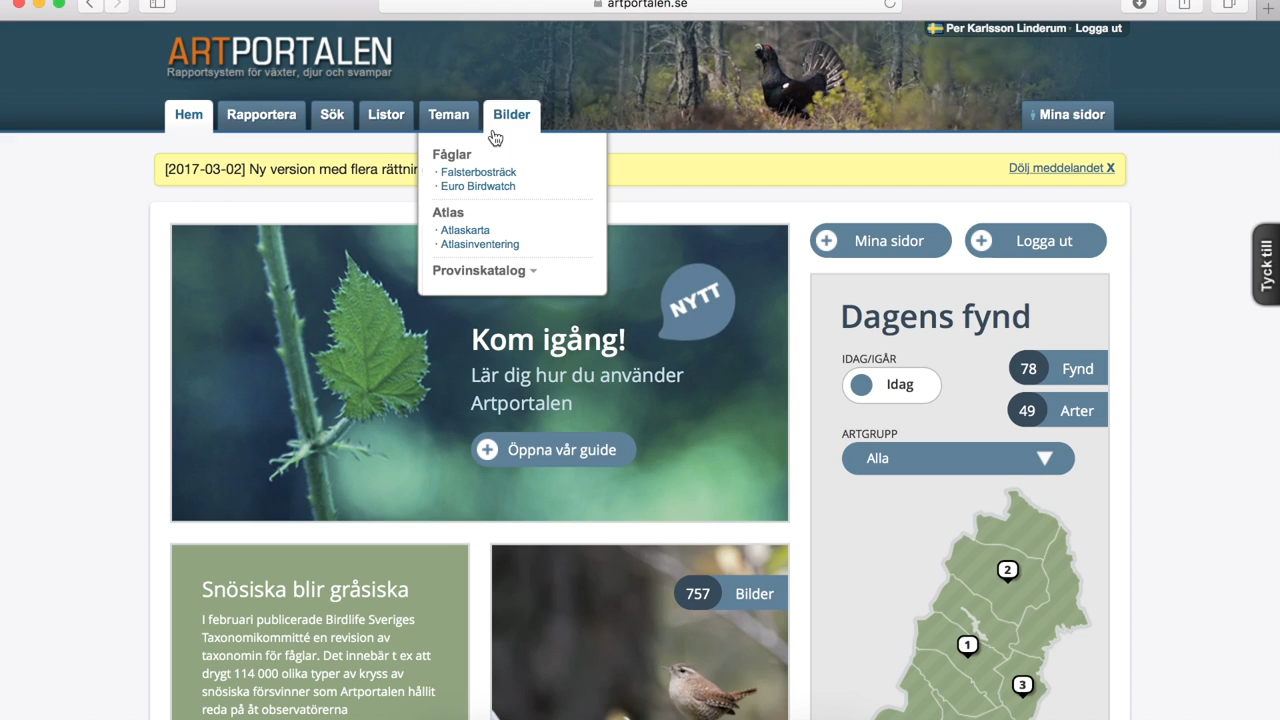 artportalen.se
Per Karlsson Linderum · Logga ut
ARTPORTALEN
Rapportsystem för växter, djur och svampar
Hem
Rapportera
Sök
Listor
Teman
Bilder
Mina sidor
[2017-03-02] Ny version med flera
Dölj meddelandet X
Fåglar
· Falsterbosträck
· Euro Birdwatch
Atlas
· Atlaskarta
· Atlasinventering
Provinskatalog
Tyck till
NYTT
Kom igång!
Lär dig hur du använder
Artportalen
Öppna vår guide
Mina sidor
Logga ut
Dagens fynd
IDAG/IGÅR
Idag
78 Fynd
49 Arter
ARTGRUPP
Alla
2
1
3
Snösiska blir gråsiska
I februari publicerade Birdlife Sveriges
Taxonomikommitté en revision av
taxonomin för fåglar. Det innebär t ex att
drygt 114 000 olika typer av kryss av
snösiska försvinner som Artportalen hållit
reda på åt observatörerna
757 Bilder